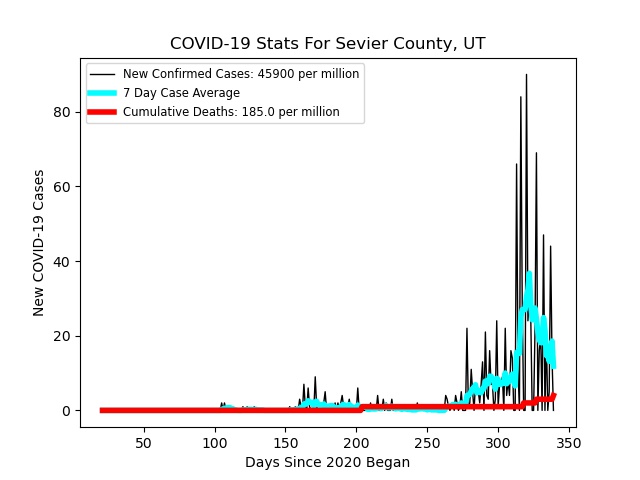 COVID-19 Stats For Sevier County, UT
New Confirmed Cases: 45900 per million
7 Day Case Average
Cumulative Deaths: 185.0 per million
New COVID-19 Cases
80
60
40
20
0
50 100 150 200 250 300 350
Days Since 2020 Began